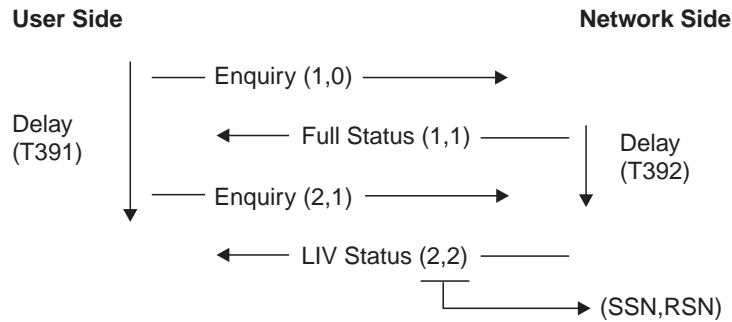 User Side
Network Side
Enquiry (1,0)
Delay
(T391)
Full Status (1,1)
Delay
(T392)
Enquiry (2,1)
LIV Status (2,2)
(SSN,RSN)